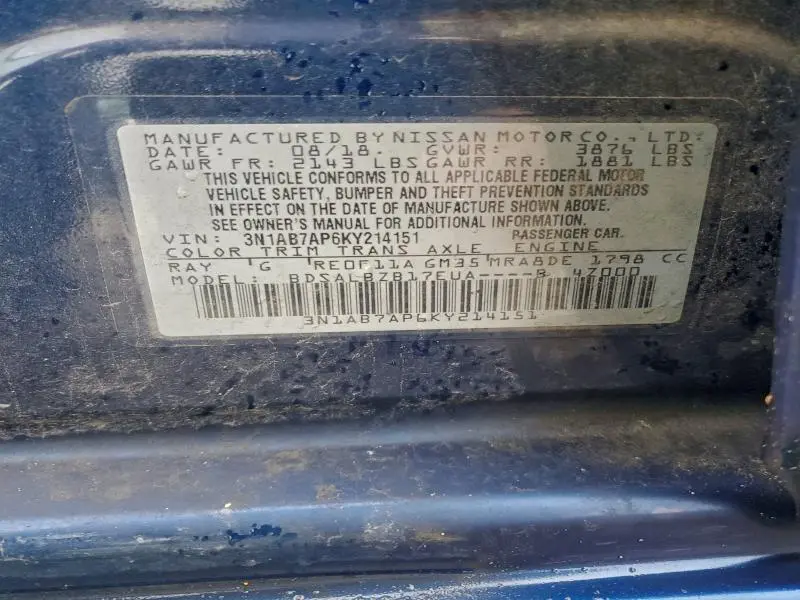 MANUFACTURED BY NISSAN MOTOR CO., LTD.
DATE: 08/18 GVWR: 3876 LBS
GAWR FR: 2143 LBS GAWR RR: 1881 LBS
THIS VEHICLE CONFORMS TO ALL APPLICABLE FEDERAL MOTOR
VEHICLE SAFETY, BUMPER AND THEFT PREVENTION STANDARDS
IN EFFECT ON THE DATE OF MANUFACTURE SHOWN ABOVE.
SEE OWNER'S MANUAL FOR ADDITIONAL INFORMATION.
VIN: 3N1AB7AP6KY214151 PASSENGER CAR.
COLOR TRIM TRANS AXLE ENGINE
RAY G RE0F11A GM35 MRA8DE 1798 CC
MODEL: BDSALBZB17EUA----B 4Z000
3N1AB7AP6KY214151